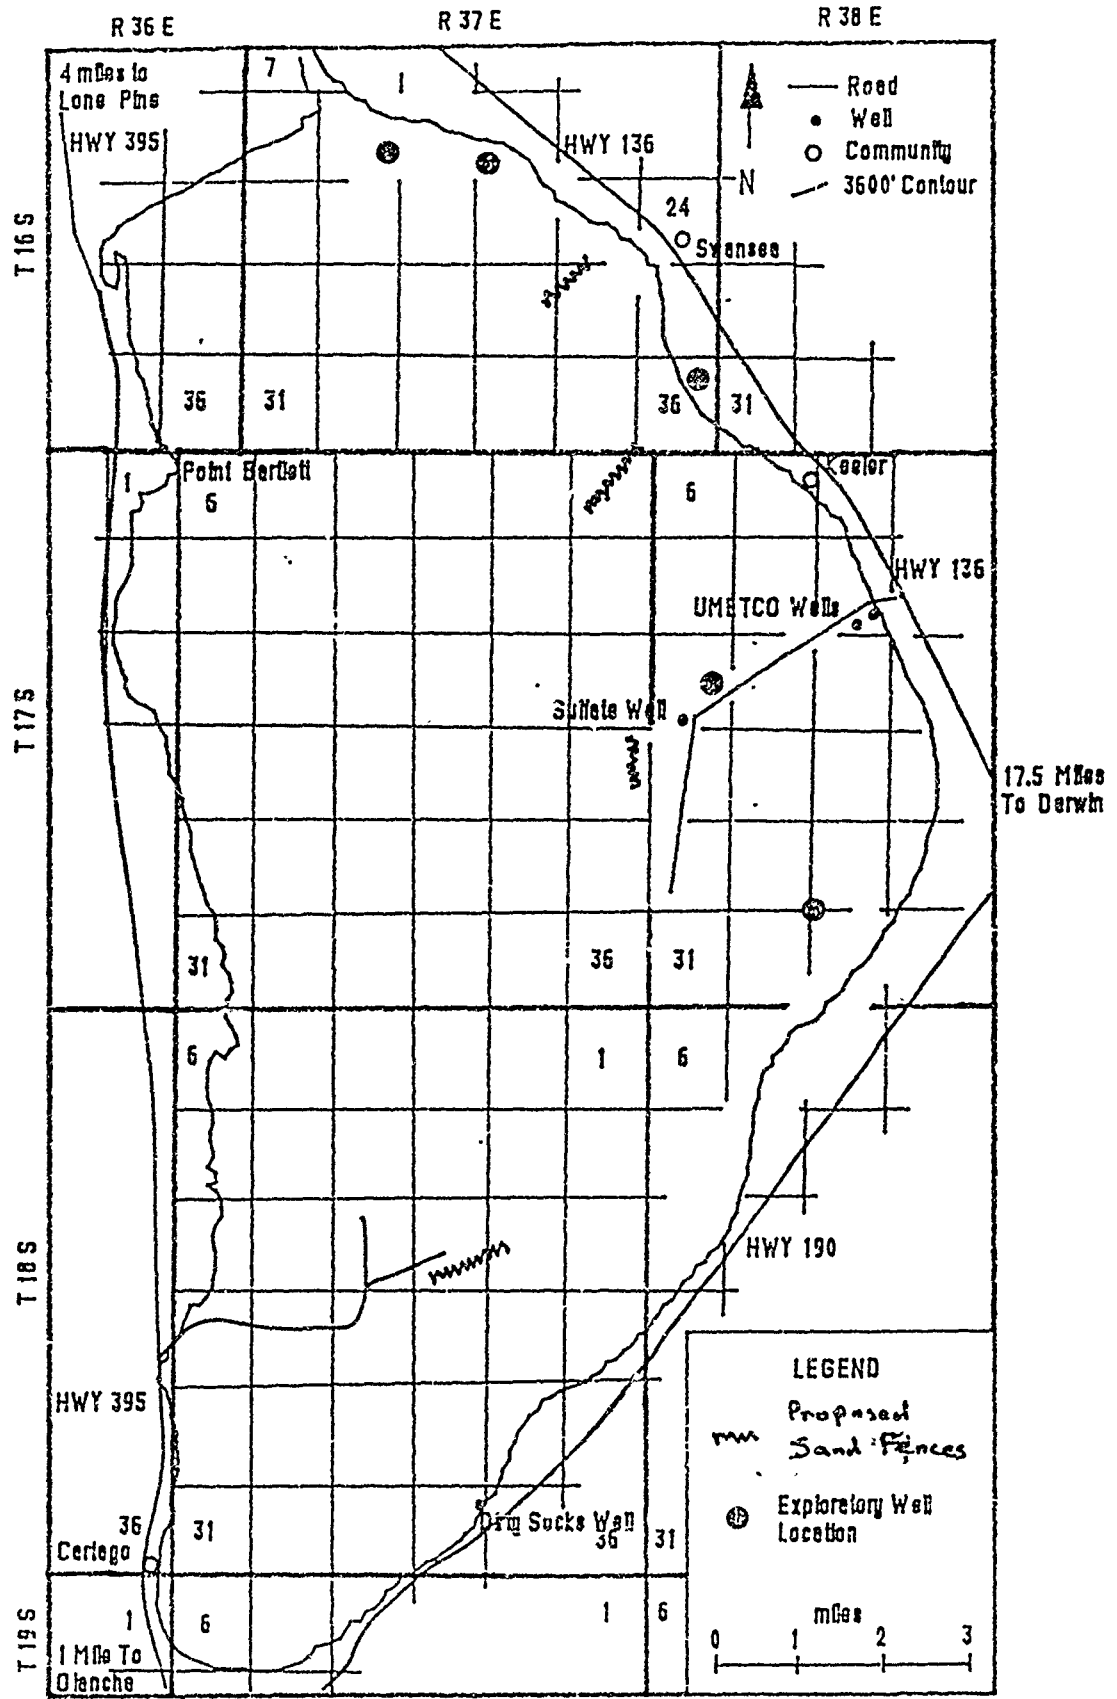 R 36 E
R 37 E
R 38 E
4 miles to
Lone Pine
7
1
Road
Well
Community
3600' Contour
HWY 395
HWY 136
N
24
Swansea
T 16 S
36
31
36
31
1
Point Bartlett
6
6
Keeler
HWY 136
UMETCO Wells
Sulfate Well
T 17 S
17.5 Miles
To Darwin
31
36
31
6
1
6
T 18 S
HWY 190
HWY 395
LEGEND
Proposed
Sand Fences
Exploratory Well
Location
Dirty Socks Well
36
31
36
31
Cartago
1
6
1
6
T 19 S
1 Mile To
Olancha
miles
0
1
2
3